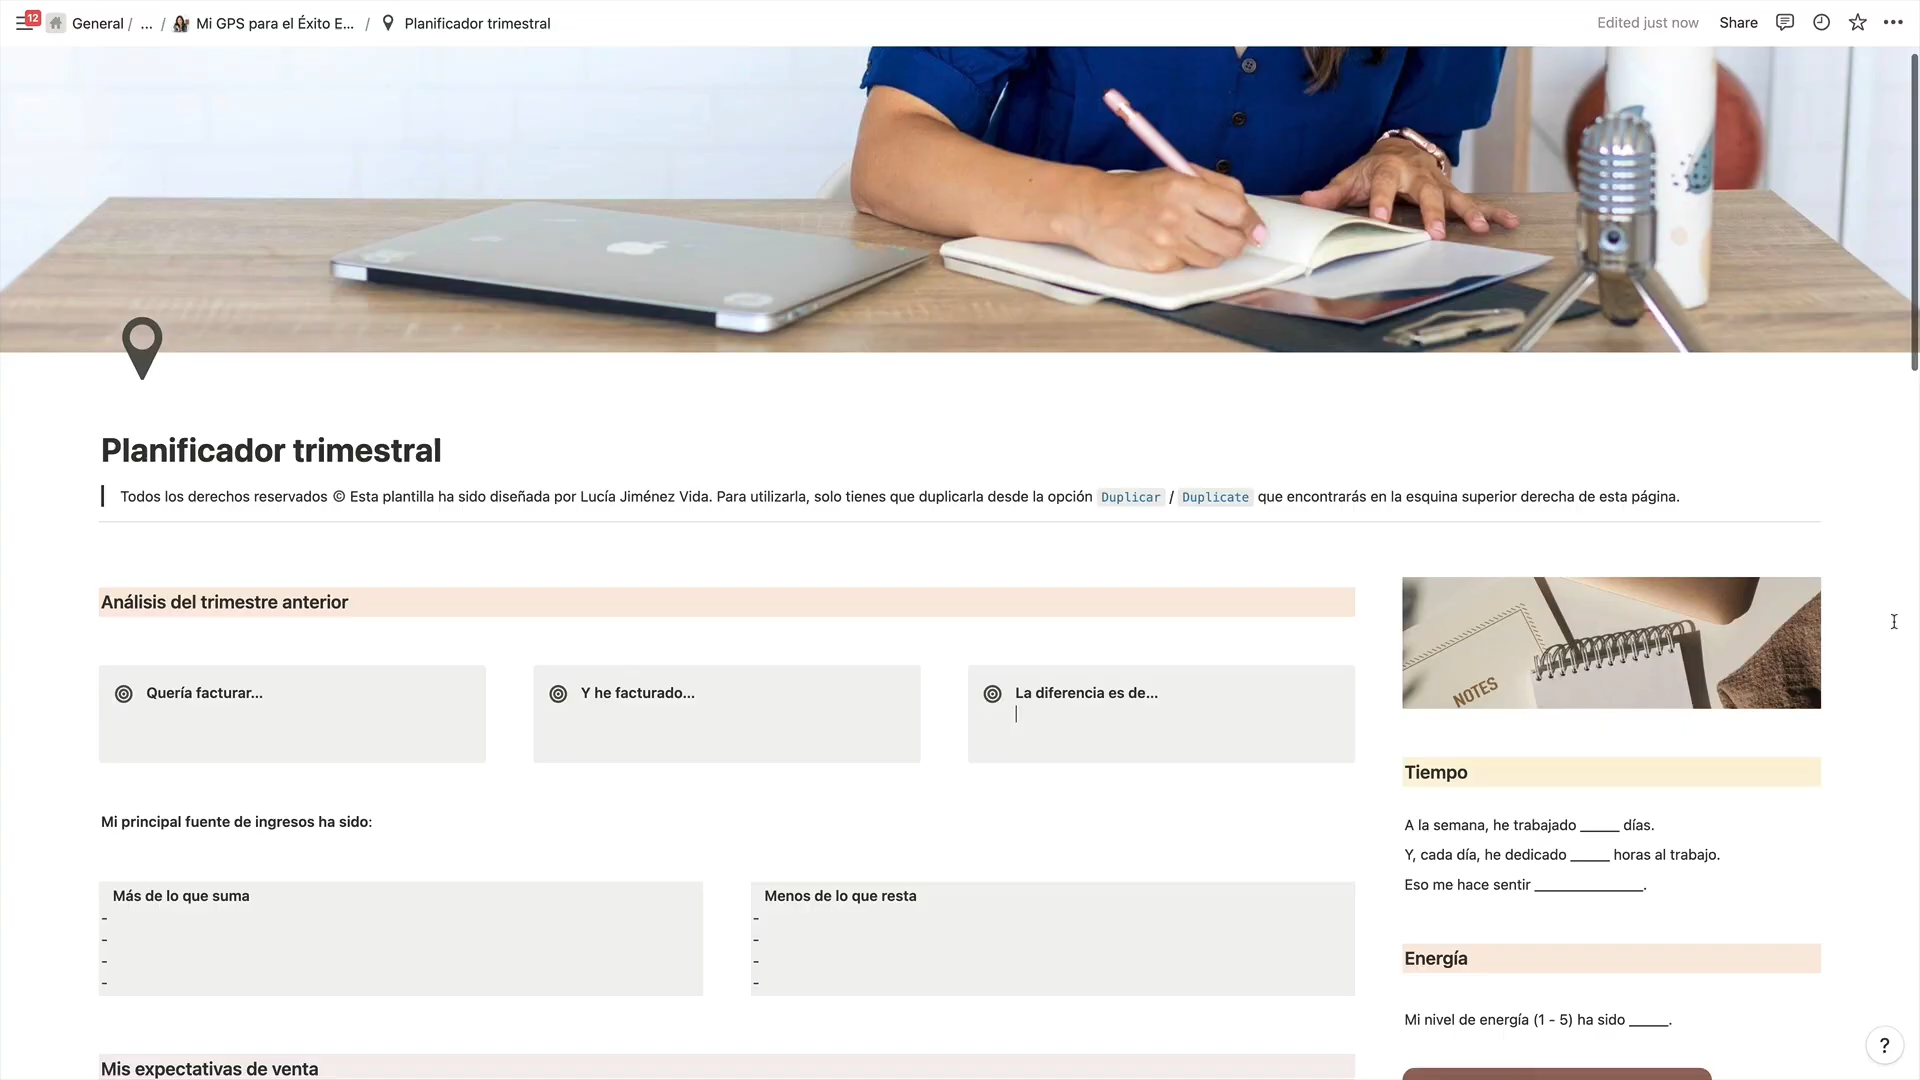 12
General / ... / Mi GPS para el Éxito E... / Planificador trimestral
Edited just now
Share
Planificador trimestral
Todos los derechos reservados © Esta plantilla ha sido diseñada por Lucía Jiménez Vida. Para utilizarla, solo tienes que duplicarla desde la opción Duplicar / Duplicate que encontrarás en la esquina superior derecha de esta página.
Análisis del trimestre anterior
Quería facturar...
Y he facturado...
La diferencia es de...
Mi principal fuente de ingresos ha sido:
Más de lo que suma
-
-
-
-
Menos de lo que resta
-
-
-
-
Mis expectativas de venta
NOTES
Tiempo
A la semana, he trabajado _____ días.
Y, cada día, he dedicado _____ horas al trabajo.
Eso me hace sentir ______________.
Energía
Mi nivel de energía (1 - 5) ha sido _____.
?